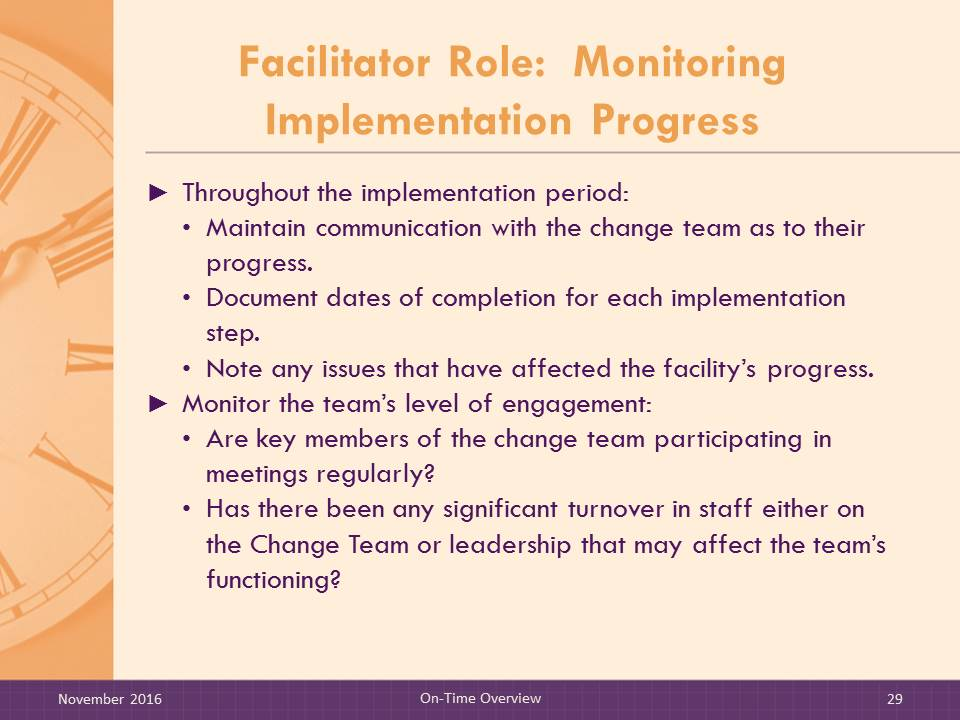 Facilitator Role:  Monitoring
Implementation Progress
► Throughout the implementation period:
• Maintain communication with the change team as to their
progress.
• Document dates of completion for each implementation
step.
• Note any issues that have affected the facility’s progress.
► Monitor the team’s level of engagement:
• Are key members of the change team participating in
meetings regularly?
• Has there been any significant turnover in staff either on
the Change Team or leadership that may affect the team’s
functioning?
November 2016
On-Time Overview
29